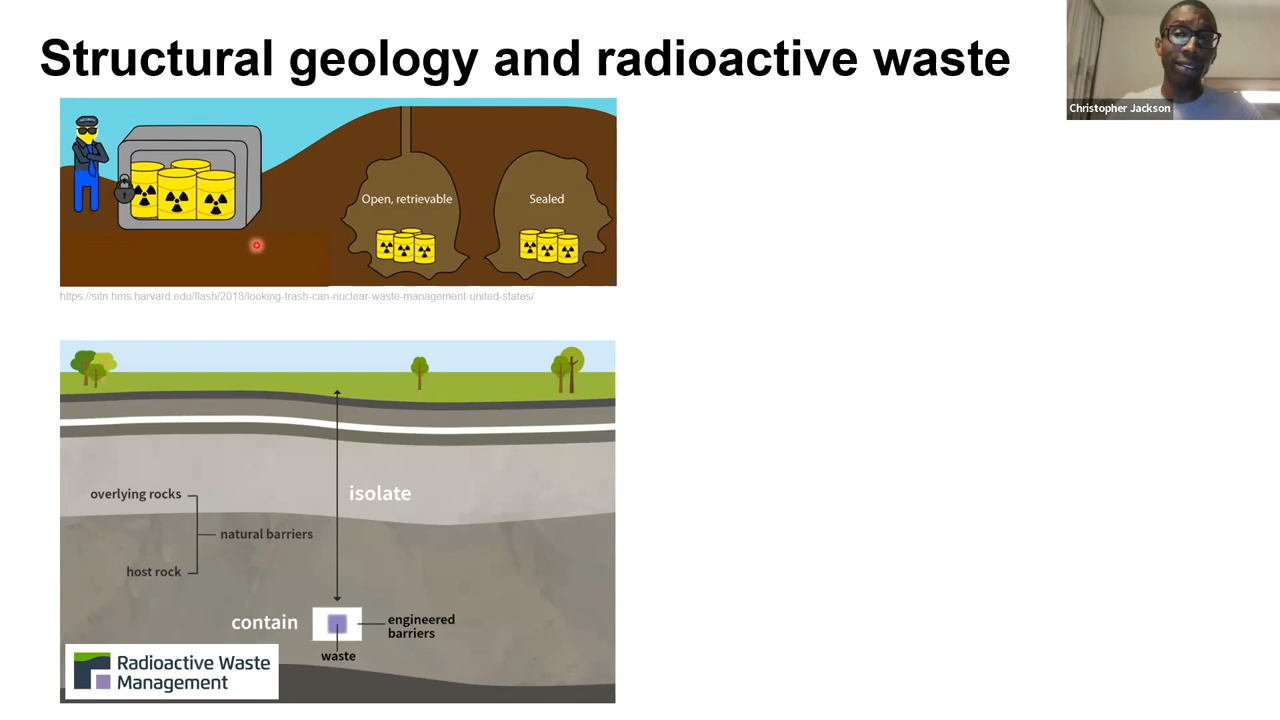 Structural geology and radioactive waste
Christopher Jackson
Open, retrievable
Sealed
https://sitn.hms.harvard.edu/flash/2018/looking-trash-can-nuclear-waste-management-united-states/
isolate
overlying rocks
natural barriers
host rock
contain
engineered
barriers
waste
Radioactive Waste
Management